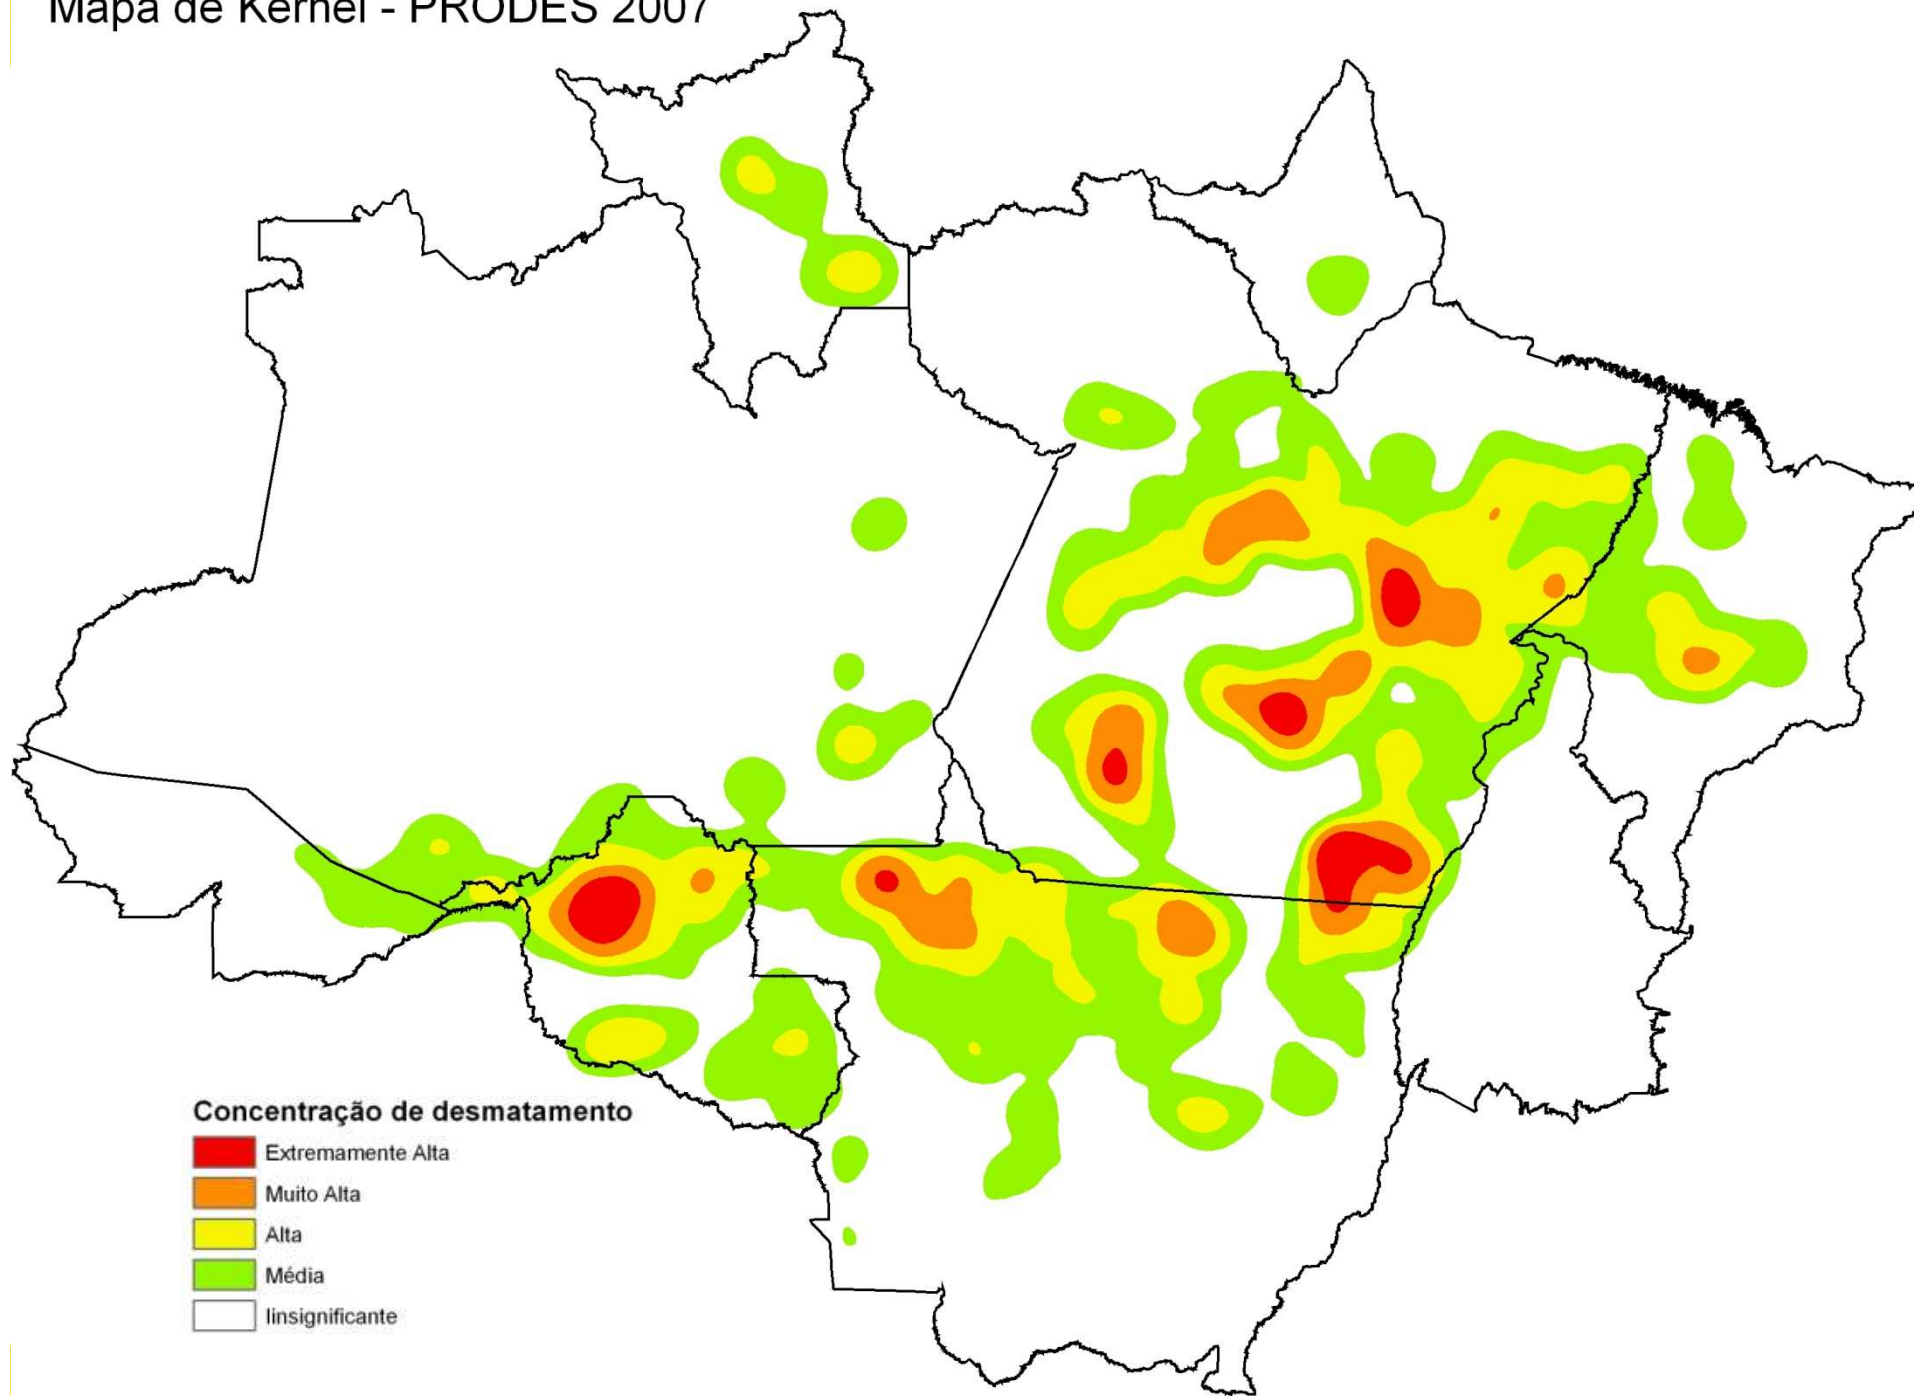 Mapa de Kernel - PRODES 2007
Concentração de desmatamento
Extremamente Alta
Muito Alta
Alta
Média
Iinsignificante